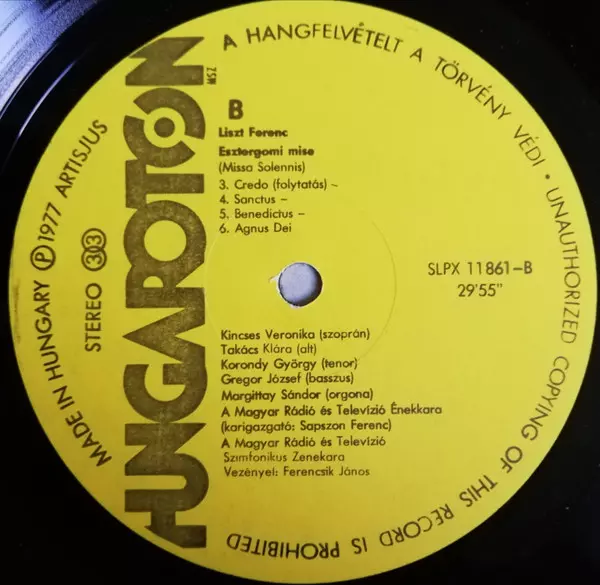 A HANGFELVÉTELT A TÖRVÉNY VÉDI • UNAUTHORIZED COPYING OF THIS RECORD IS PROHIBITED
MADE IN HUNGARY Ⓟ 1977 ARTISJUS
STEREO 33
HUNGAROTON
MSZ
B
Liszt Ferenc
Esztergomi mise
(Missa Solennis)
3. Credo (folytatás) –
4. Sanctus –
5. Benedictus –
6. Agnus Dei
SLPX 11861–B
29'55"
Kincses Veronika (szoprán)
Takács Klára (alt)
Korondy György (tenor)
Gregor József (basszus)
Margittay Sándor (orgona)
A Magyar Rádió és Televízió Énekkara
(karigazgató: Sapszon Ferenc)
A Magyar Rádió és Televízió
Szimfonikus Zenekara
Vezényel: Ferencsik János